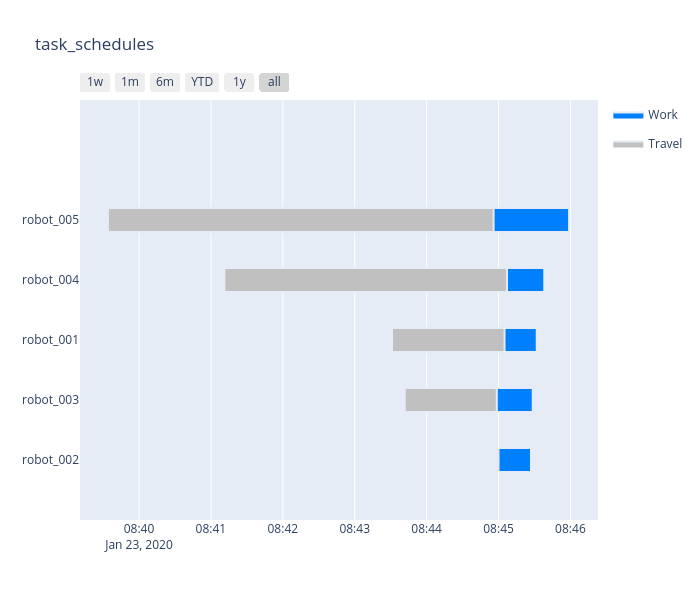 task_schedules
1w 1m 6m YTD 1y all
Work
Travel
robot_005
robot_004
robot_001
robot_003
robot_002
08:40 08:41 08:42 08:43 08:44 08:45 08:46
Jan 23, 2020